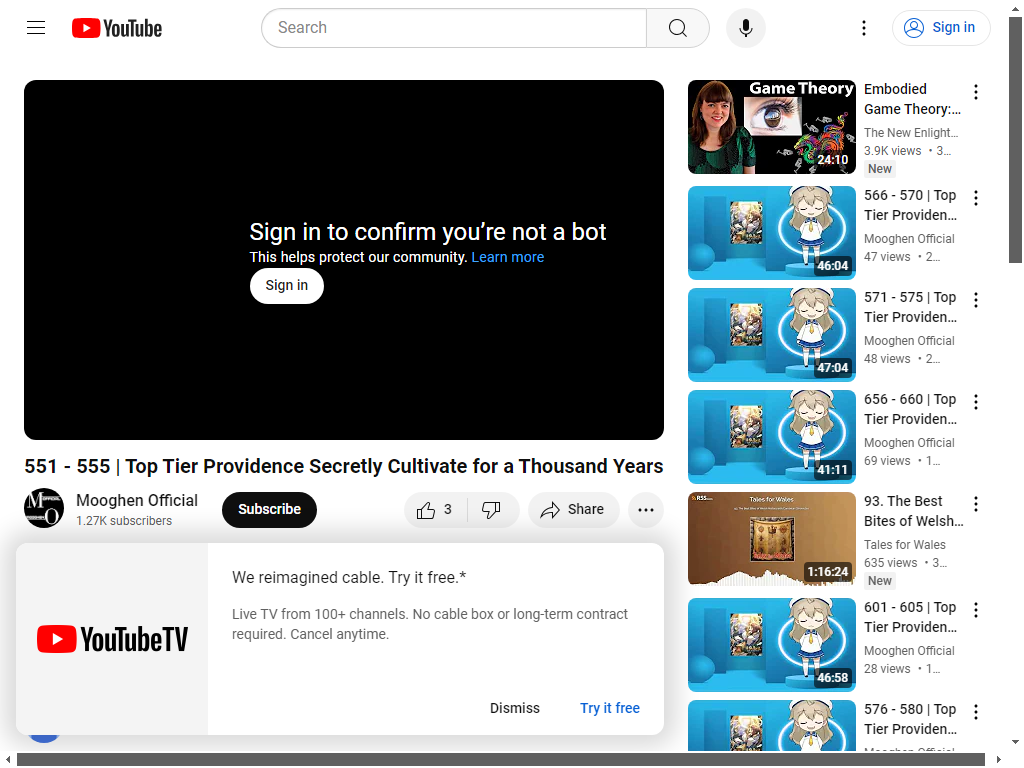 YouTube
Search
Sign in
Sign in to confirm you're not a bot
This helps protect our community. Learn more
Sign in
551 - 555 | Top Tier Providence Secretly Cultivate for a Thousand Years
Mooghen Official
1.27K subscribers
Subscribe
3
Share
We reimagined cable. Try it free.*
Live TV from 100+ channels. No cable box or long-term contract
required. Cancel anytime.
YouTubeTV
Dismiss
Try it free
Game Theory
24:10
Embodied
Game Theory:...
The New Enlight...
3.9K views • 3...
New
46:04
566 - 570 | Top
Tier Providen...
Mooghen Official
47 views • 2...
47:04
571 - 575 | Top
Tier Providen...
Mooghen Official
48 views • 2...
41:11
656 - 660 | Top
Tier Providen...
Mooghen Official
69 views • 1...
RSS
Tales for Wales
1:16:24
93. The Best
Bites of Welsh...
Tales for Wales
635 views • 3...
New
46:58
601 - 605 | Top
Tier Providen...
Mooghen Official
28 views • 1...
576 - 580 | Top
Tier Providen...
Mooghen Official